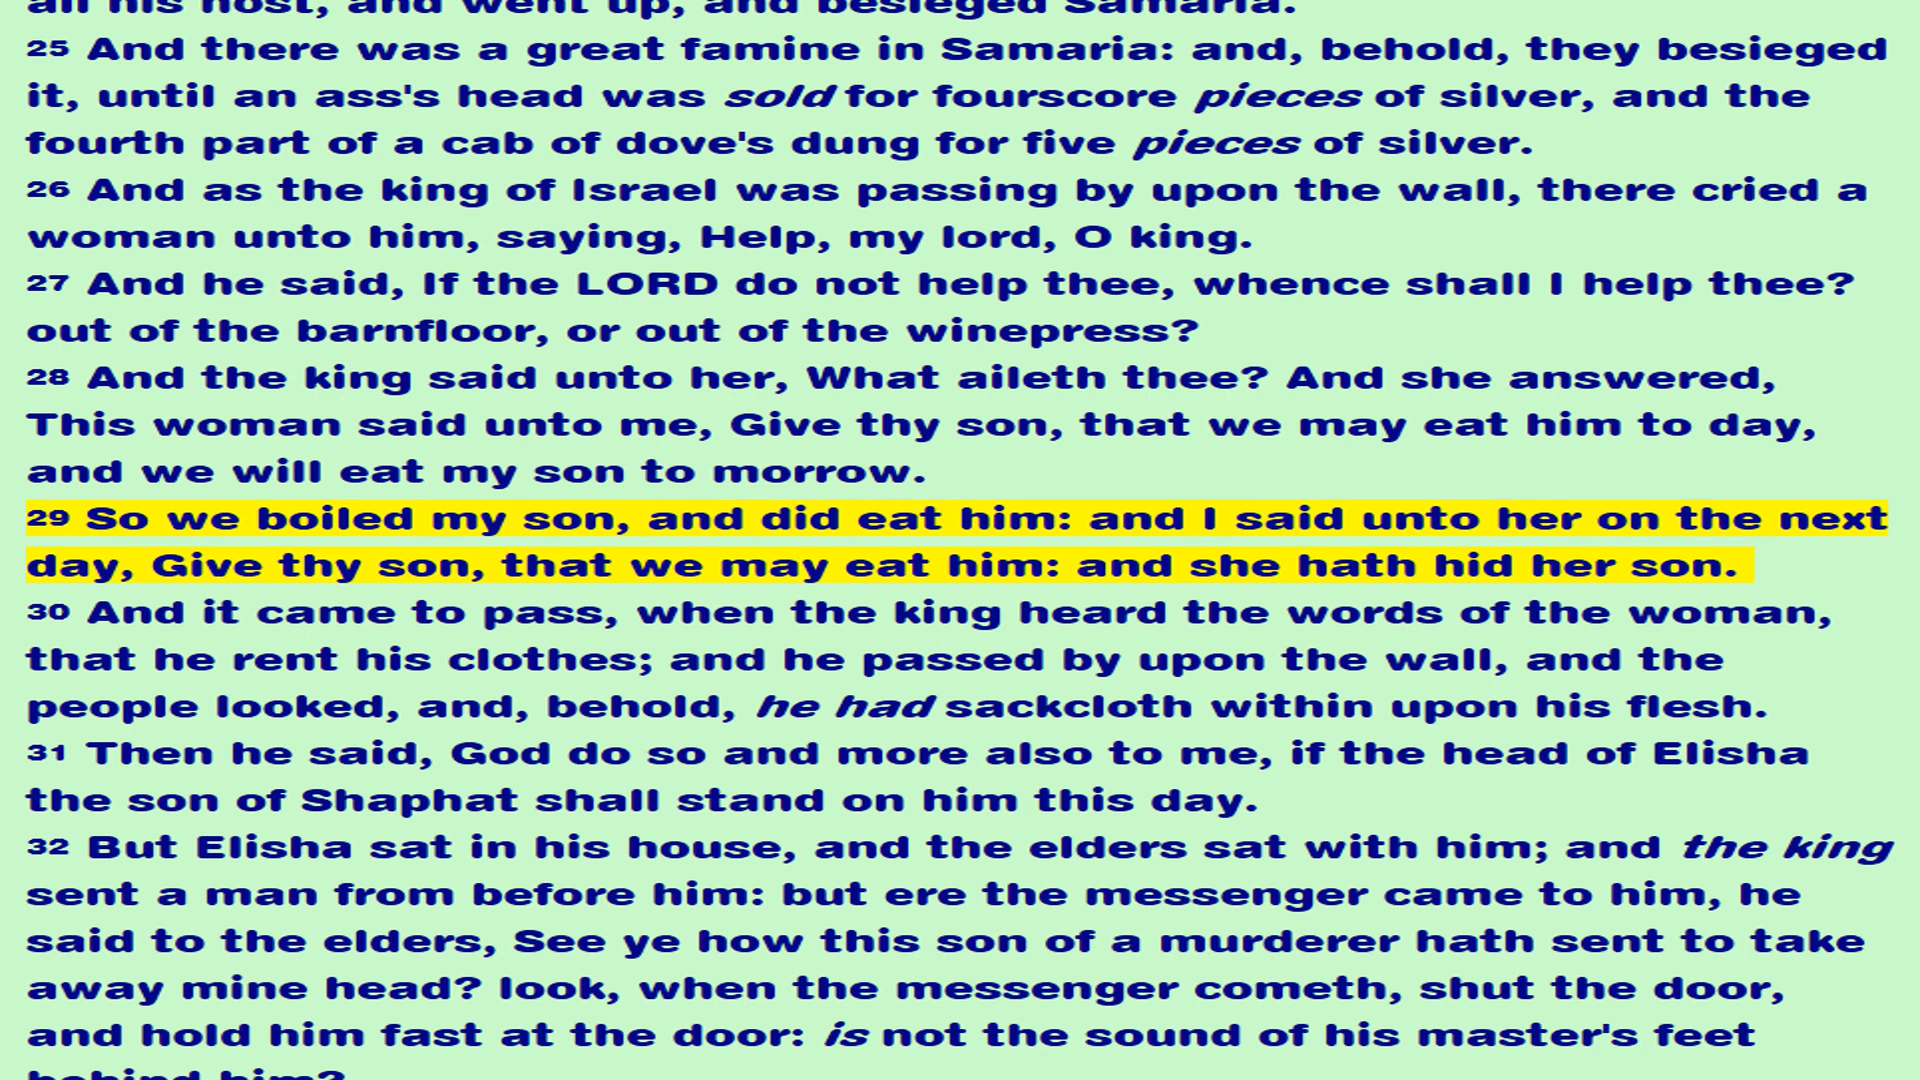 all his host, and went up, and besieged Samaria.
25 And there was a great famine in Samaria: and, behold, they besieged
it, until an ass's head was sold for fourscore pieces of silver, and the
fourth part of a cab of dove's dung for five pieces of silver.
26 And as the king of Israel was passing by upon the wall, there cried a
woman unto him, saying, Help, my lord, O king.
27 And he said, If the LORD do not help thee, whence shall I help thee?
out of the barnfloor, or out of the winepress?
28 And the king said unto her, What aileth thee? And she answered,
This woman said unto me, Give thy son, that we may eat him to day,
and we will eat my son to morrow.
29 So we boiled my son, and did eat him: and I said unto her on the next
day, Give thy son, that we may eat him: and she hath hid her son.
30 And it came to pass, when the king heard the words of the woman,
that he rent his clothes; and he passed by upon the wall, and the
people looked, and, behold, he had sackcloth within upon his flesh.
31 Then he said, God do so and more also to me, if the head of Elisha
the son of Shaphat shall stand on him this day.
32 But Elisha sat in his house, and the elders sat with him; and the king
sent a man from before him: but ere the messenger came to him, he
said to the elders, See ye how this son of a murderer hath sent to take
away mine head? look, when the messenger cometh, shut the door,
and hold him fast at the door: is not the sound of his master's feet
behind him?